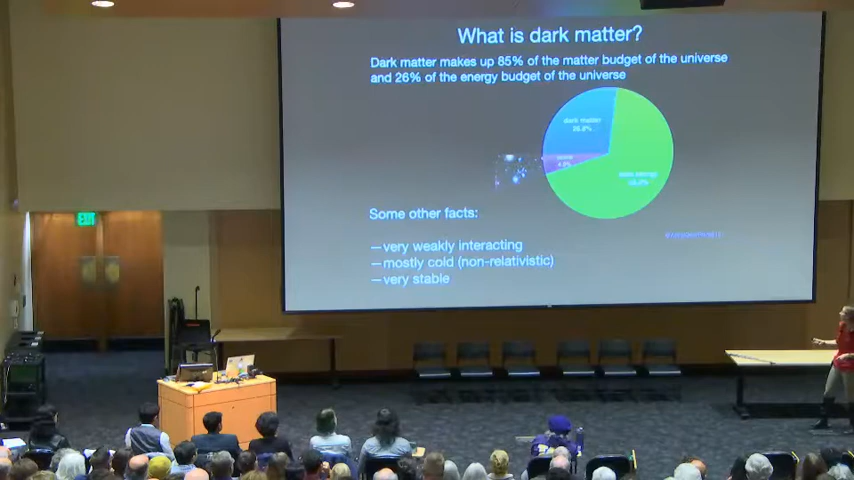 EXIT
What is dark matter?
Dark matter makes up 85% of the matter budget of the universe
and 26% of the energy budget of the universe
dark matter
Some other facts:
—very weakly interacting
—mostly cold (non-relativistic)
—very stable